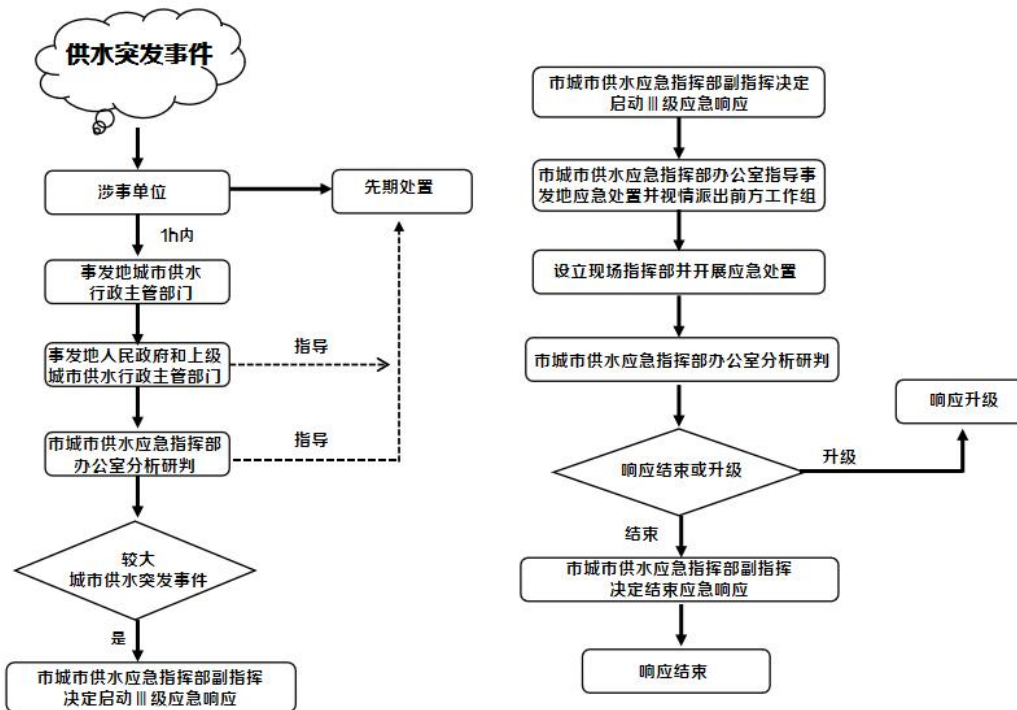 供水突发事件
涉事单位
先期处置
1h内
事发地城市供水
行政主管部门
事发地人民政府和上级
城市供水行政主管部门
指导
市城市供水应急指挥部
办公室分析研判
指导
较大
城市供水突发事件
是
市城市供水应急指挥部副指挥
决定启动Ⅲ级应急响应
市城市供水应急指挥部副指挥决定
启动Ⅲ级应急响应
市城市供水应急指挥部办公室指导事
发地应急处置并视情派出前方工作组
设立现场指挥部并开展应急处置
市城市供水应急指挥部办公室分析研判
响应结束或升级
升级
响应升级
结束
市城市供水应急指挥部副指挥
决定结束应急响应
响应结束